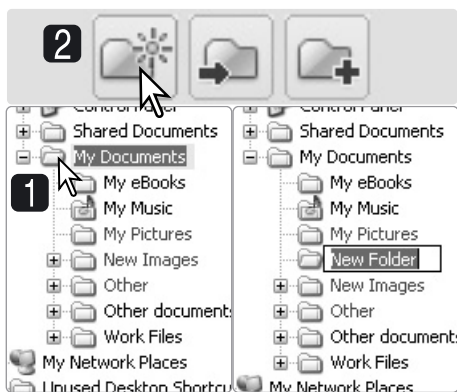 2
Control Panel
Shared Documents
My Documents
1
My eBooks
My Music
My Pictures
New Images
Other
Other document
Work Files
My Network Places
Unused Desktop Shortcu
Control Panel
Shared Documents
My Documents
My eBooks
My Music
My Pictures
New Folder
New Images
Other
Other document
Work Files
My Network Places